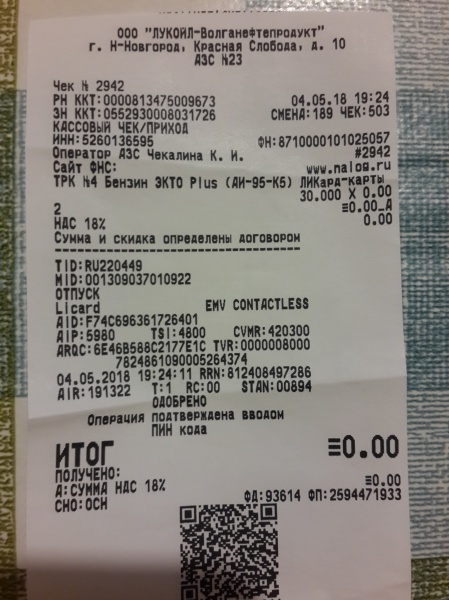 ООО "ЛУКОЙЛ-Волганефтепродукт"
г. Н-Новгород, Красная Слобода, д. 10
АЗС №23
Чек № 2942
РН ККТ:0000813475009673 04.05.18 19:24
ЗН ККТ:0552930008031726 СМЕНА:189 ЧЕК:503
КАССОВЫЙ ЧЕК/ПРИХОД
ИНН:5260136595 ФН:8710000101025057
Оператор АЗС Чекалина К. И. #2942
Сайт ФНС: www.nalog.ru
ТРК №4 Бензин ЭКТО Plus (АИ-95-К5) ЛИКард-карты
30.000 X 0.00
2 ≡0.00_А
НДС 18% 0.00
Сумма и скидка определены договором
TID:RU220449
MID:001309037010922
ОТПУСК
Licard EMV CONTACTLESS
AID:F74C696361726401
AIP:5980 TSI:4800 CVMR:420300
ARQC:6E46B588C2177E1C TVR:0000008000
7824861090005264374
04.05.2018 19:24:11 RRN:812408497286
AIR:191322 T:1 RC:00 STAN:00894
ОДОБРЕНО
Операция подтверждена вводом
ПИН кода
ИТОГ ≡0.00
ПОЛУЧЕНО:
А:СУММА НДС 18% ≡0.00
СНО:ОСН ФД:93614 ФП:2594471933